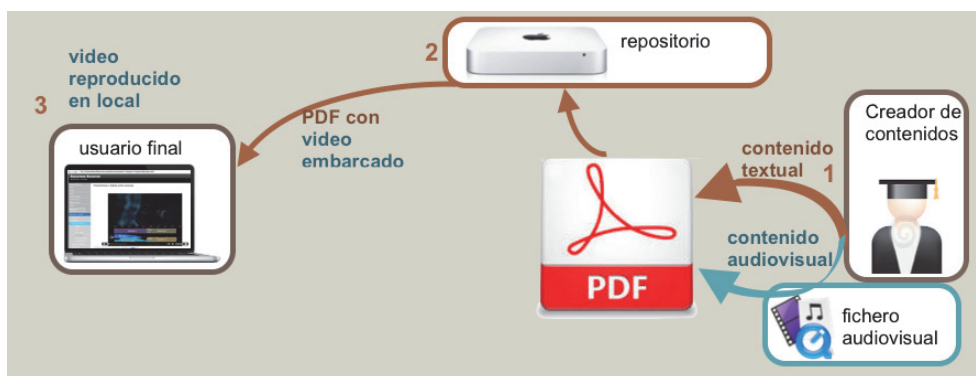 video
reproducido
en local
3
usuario final
2
repositorio
PDF con
video
embarcado
Creador de
contenidos
contenido
textual
1
contenido
audiovisual
PDF
fichero
audiovisual